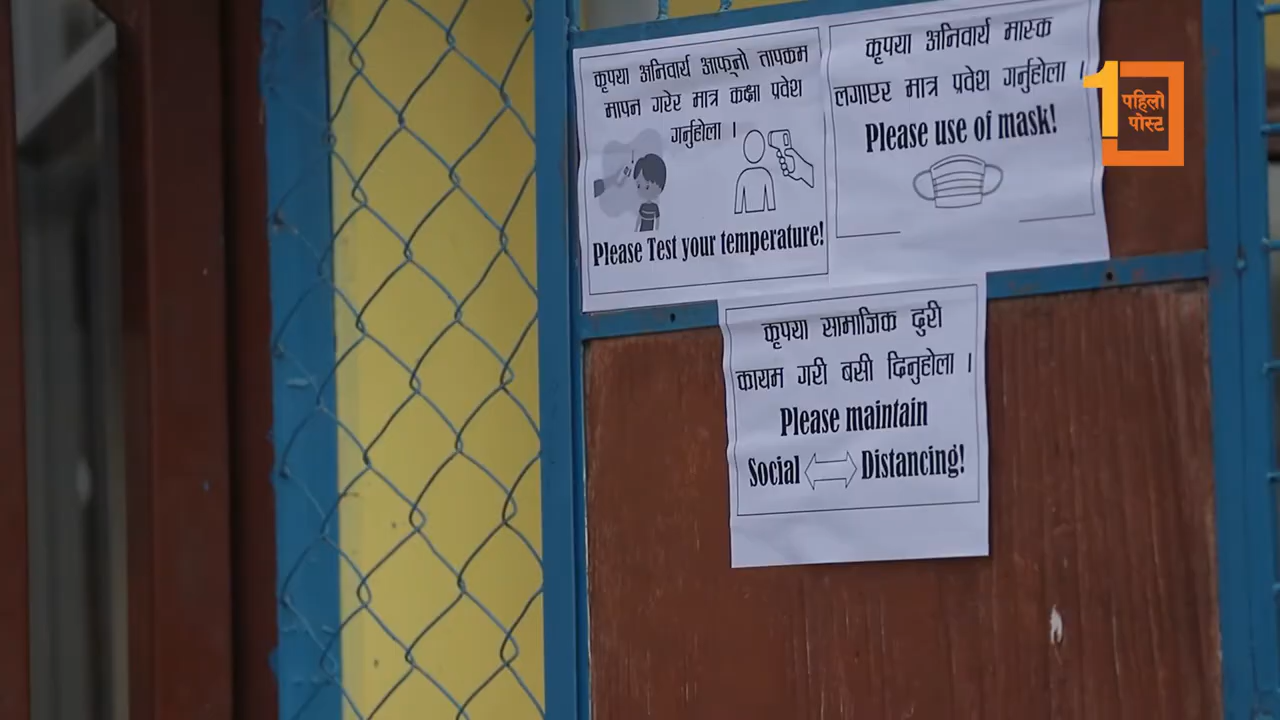 कृपया अनिवार्य आफ्नो तापक्रम
मापन गरेर मात्र कक्षा प्रवेश
गर्नुहोला ।
Please Test your temperature!
कृपया अनिवार्य मास्क
लगाएर मात्र प्रवेश गर्नुहोला ।
Please use of mask!
कृपया सामाजिक दुरी
कायम गरी बसी दिनुहोला ।
Please maintain
Social Distancing!
1
पहिलो
पोस्ट